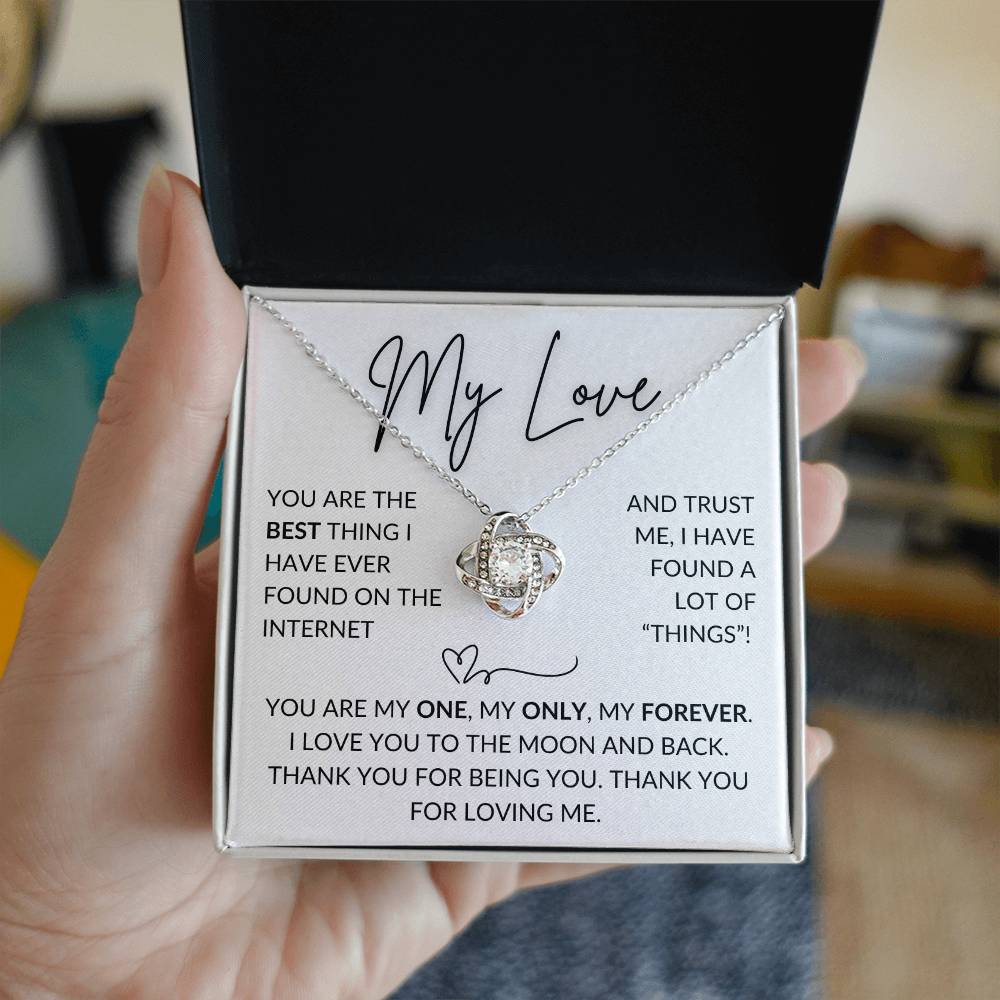 My Love
YOU ARE THE
BEST THING I
HAVE EVER
FOUND ON THE
INTERNET
AND TRUST
ME, I HAVE
FOUND A
LOT OF
“THINGS”!
YOU ARE MY ONE, MY ONLY, MY FOREVER.
I LOVE YOU TO THE MOON AND BACK.
THANK YOU FOR BEING YOU. THANK YOU
FOR LOVING ME.